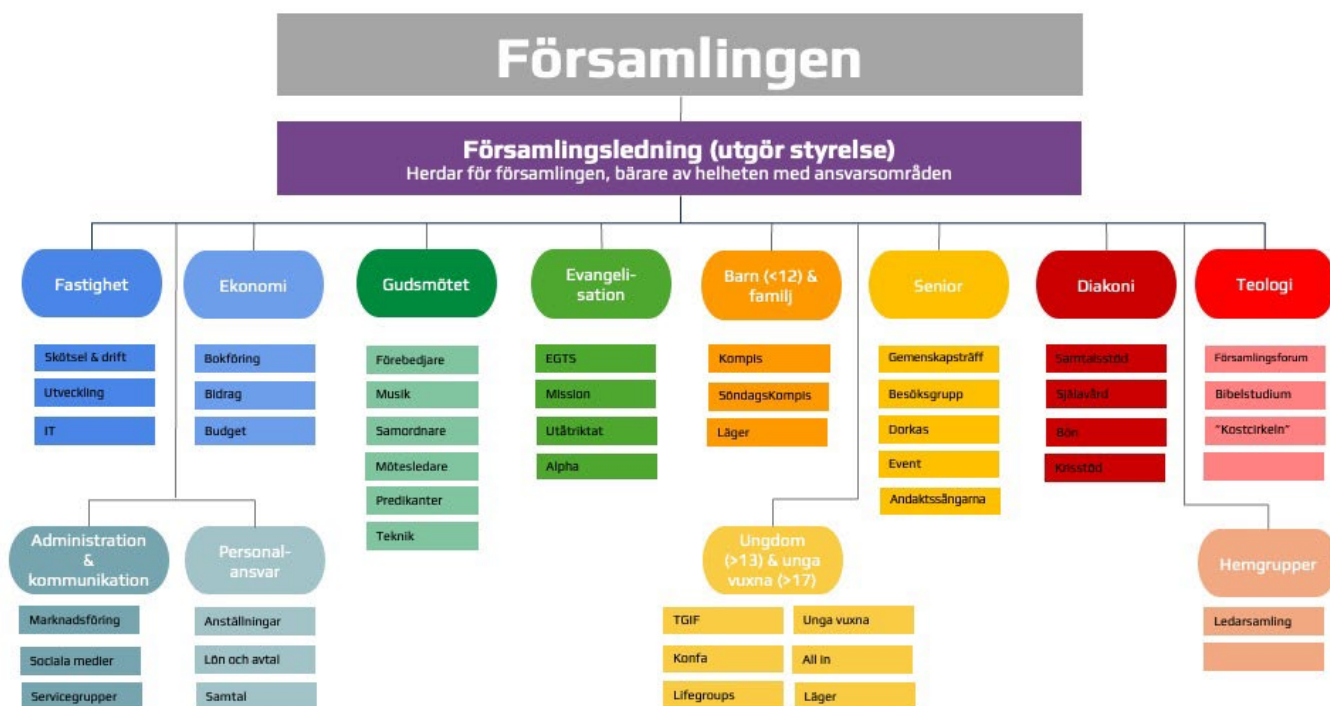 Församlingen
Församlingsledning (utgör styrelse)
Herdar för församlingen, bärare av helheten med ansvarsområden
Fastighet
Skötsel & drift
Utveckling
IT
Ekonomi
Bokföring
Bidrag
Budget
Gudsmötet
Förebedjare
Musik
Samordnare
Mötesledare
Predikanter
Teknik
Evangeli-
sation
EGTS
Mission
Utåtriktat
Alpha
Barn (<12) &
familj
Kompis
SöndagsKompis
Läger
Senior
Gemenskapsträff
Besöksgrupp
Dorkas
Event
Andaktssångarna
Diakoni
Samtalsstöd
Själavård
Bön
Krisstöd
Teologi
Församlingsforum
Bibelstudium
"Kostcirkeln"
Administration
&
kommunikation
Marknadsföring
Sociala medier
Servicegrupper
Personal-
ansvar
Anställningar
Lön och avtal
Samtal
Ungdom
(>13) & unga
vuxna (>17)
TGIF
Konfa
Lifegroups
Unga vuxna
All in
Läger
Hemgrupper
Ledarsamling